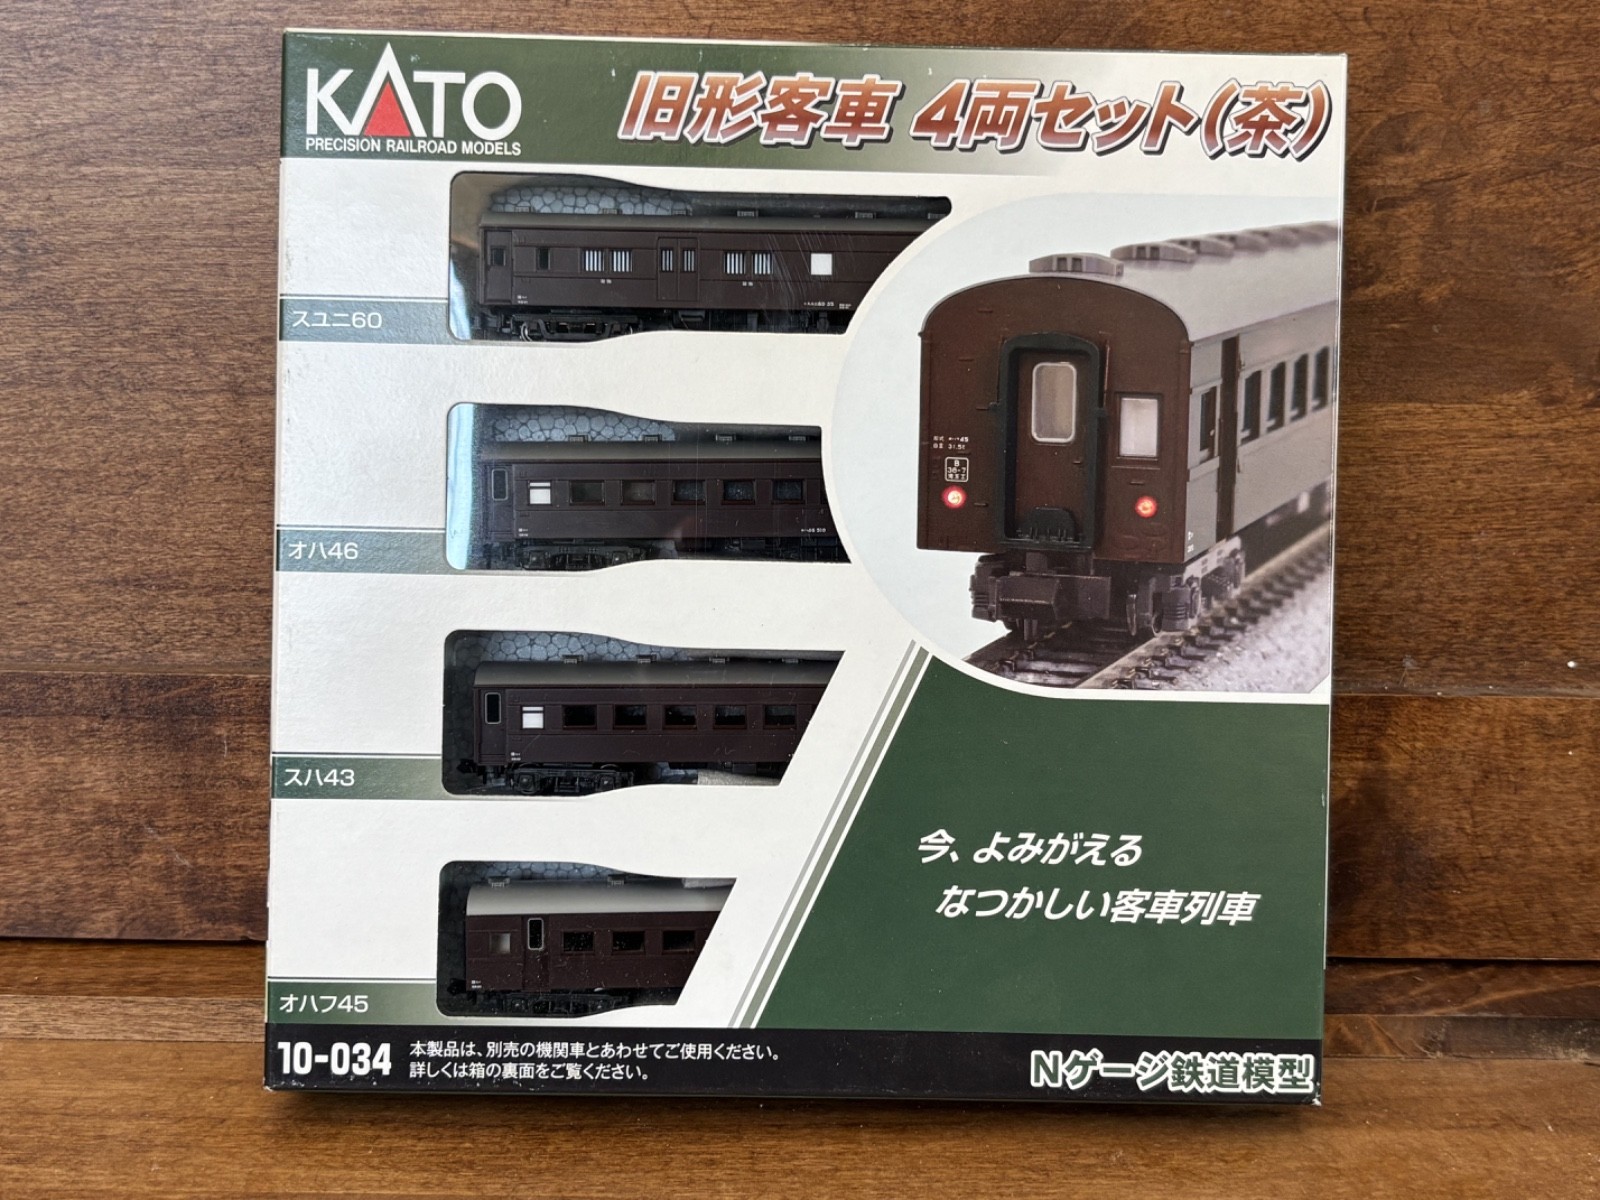 KATO
PRECISION RAILROAD MODELS
旧形客車 4両セット(茶)
スユニ60
オハ46
スハ43
オハフ45
今、よみがえる
なつかしい客車列車
10-034
本製品は、別売の機関車とあわせてご使用ください。
詳しくは箱の裏面をご覧ください。
Nゲージ鉄道模型